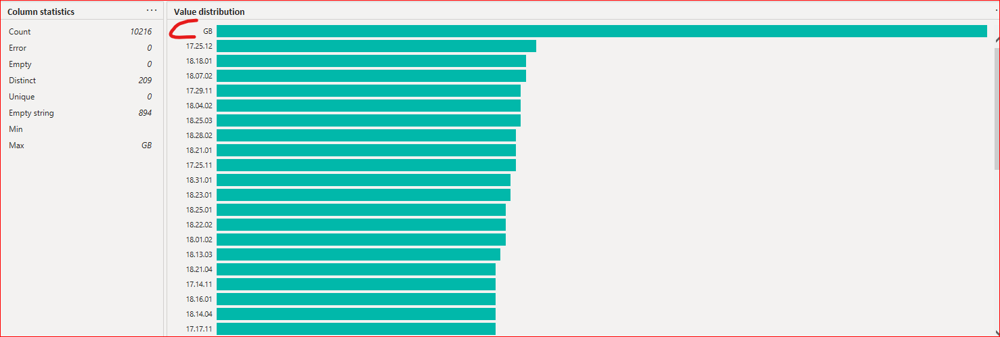 Column statistics ...
Count 10216
Error 0
Empty 0
Distinct 209
Unique 0
Empty string 894
Min
Max GB
Value distribution
GB
17.25.12
18.18.01
18.07.02
17.29.11
18.04.02
18.25.03
18.28.02
18.21.01
17.25.11
18.31.01
18.23.01
18.25.01
18.22.02
18.01.02
18.13.03
18.21.04
17.14.11
18.16.01
18.14.04
17.17.11